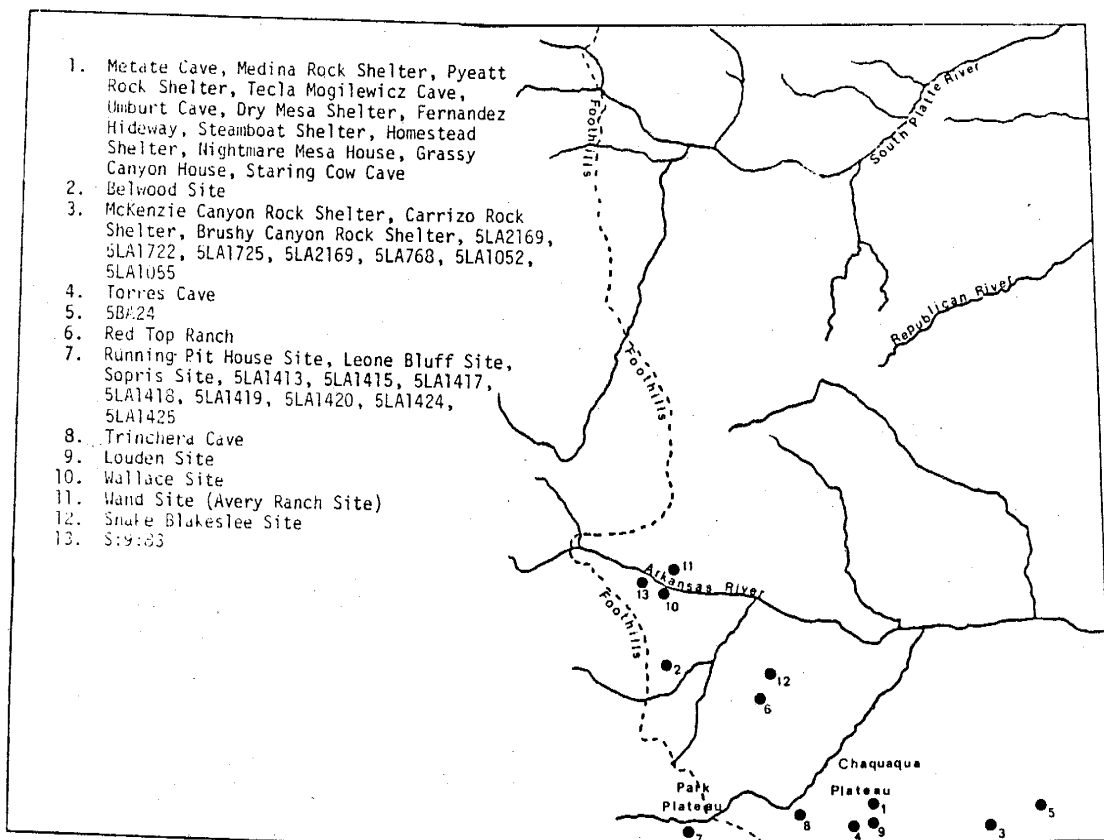 1. Metate Cave, Medina Rock Shelter, Pyeatt
Rock Shelter, Tecla Mogilewicz Cave,
Umburt Cave, Dry Mesa Shelter, Fernandez
Hideway, Steamboat Shelter, Homestead
Shelter, Nightmare Mesa House, Grassy
Canyon House, Staring Cow Cave
2. Belwood Site
3. McKenzie Canyon Rock Shelter, Carrizo Rock
Shelter, Brushy Canyon Rock Shelter, 5LA2169,
5LA1722, 5LA1725, 5LA2169, 5LA768, 5LA1052,
5LA1055
4. Torres Cave
5. 5BA24
6. Red Top Ranch
7. Running Pit House Site, Leone Bluff Site,
Sopris Site, 5LA1413, 5LA1415, 5LA1417,
5LA1418, 5LA1419, 5LA1420, 5LA1424,
5LA1425
8. Trinchera Cave
9. Louden Site
10. Wallace Site
11. Wand Site (Avery Ranch Site)
12. Snake Blakeslee Site
13. S:9:83
Foothills
South Platte River
Republican River
Foothills
Arkansas River
Foothills
11
13
10
2
12
6
Chaquaqua
Plateau
Park
Plateau
1
5
8
4
9
3
7